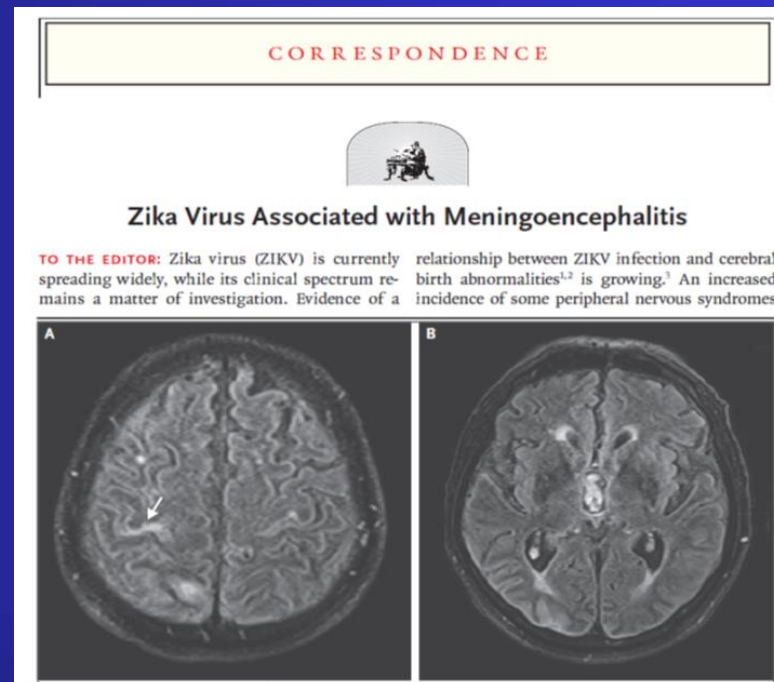 CORRESPONDENCE
Zika Virus Associated with Meningoencephalitis
TO THE EDITOR: Zika virus (ZIKV) is currently
spreading widely, while its clinical spectrum re-
mains a matter of investigation. Evidence of a
relationship between ZIKV infection and cerebral
birth abnormalities1,2 is growing.3 An increased
incidence of some peripheral nervous syndromes
A
B